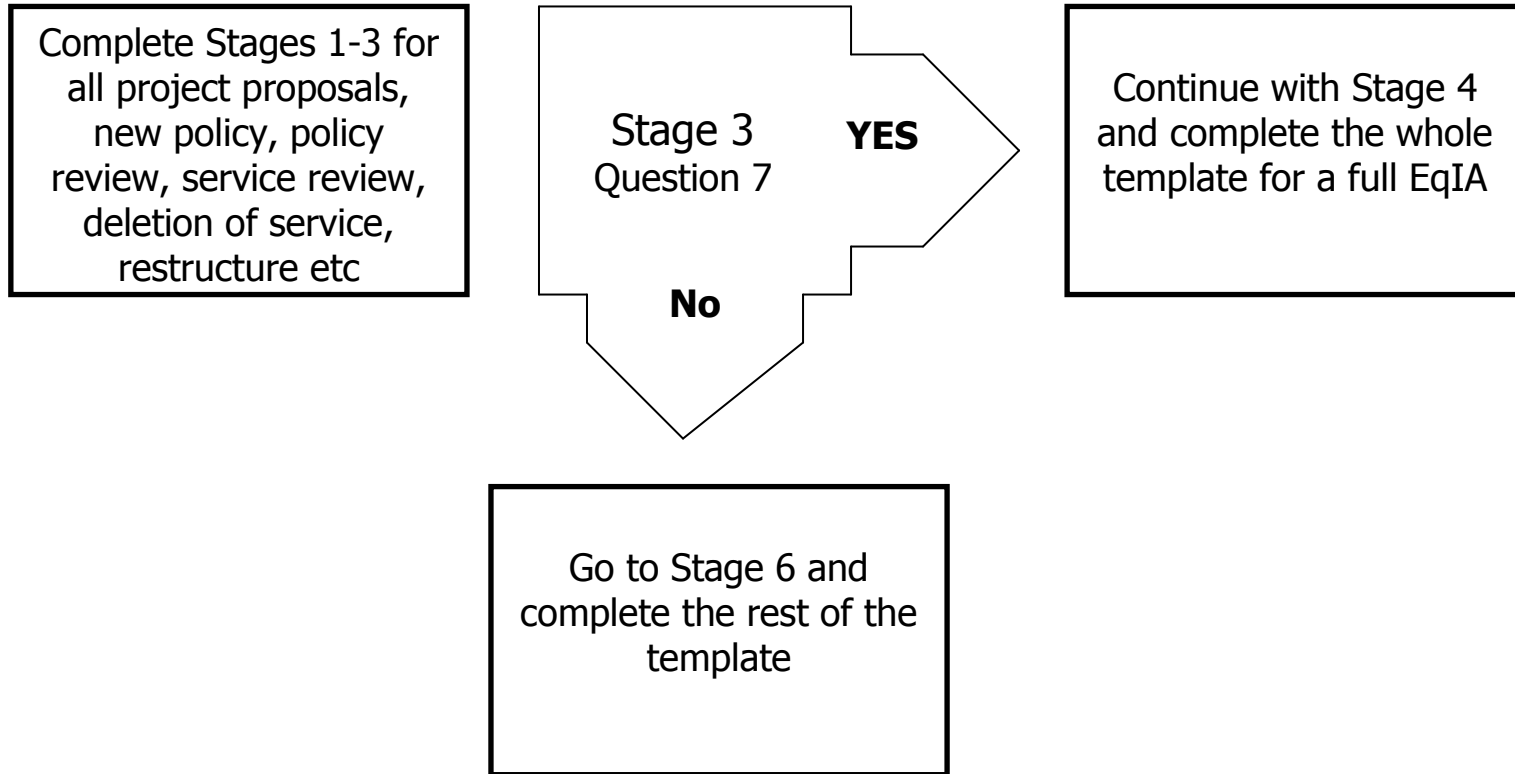 Complete Stages 1-3 for
all project proposals,
new policy, policy
review, service review,
deletion of service,
restructure etc
Stage 3
Question 7
YES
No
Continue with Stage 4
and complete the whole
template for a full EqIA
Go to Stage 6 and
complete the rest of the
template